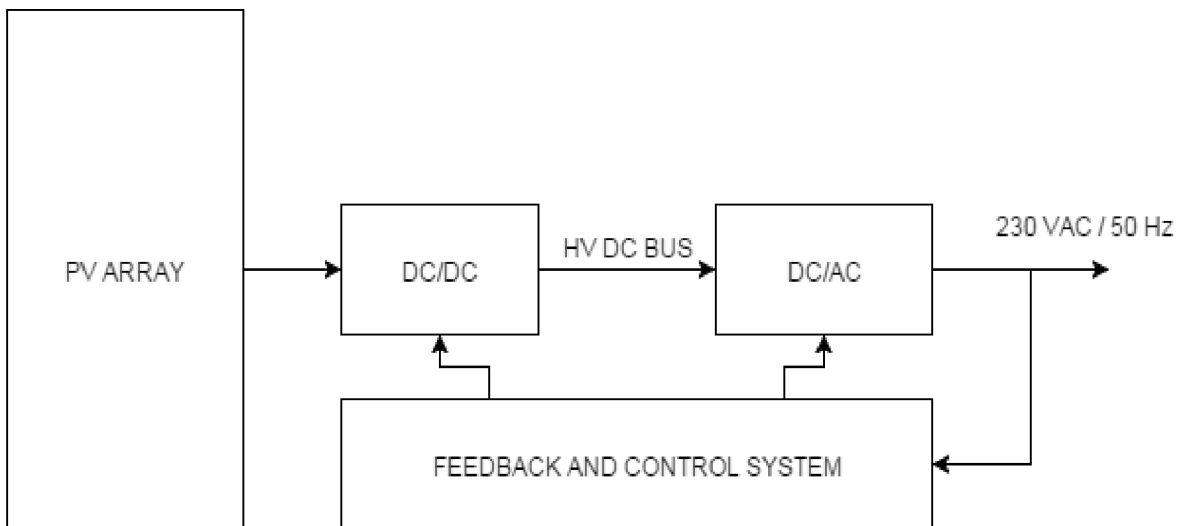 230 VAC / 50 Hz
HV DC BUS
PV ARRAY
DC/DC
DC/AC
FEEDBACK AND CONTROL SYSTEM